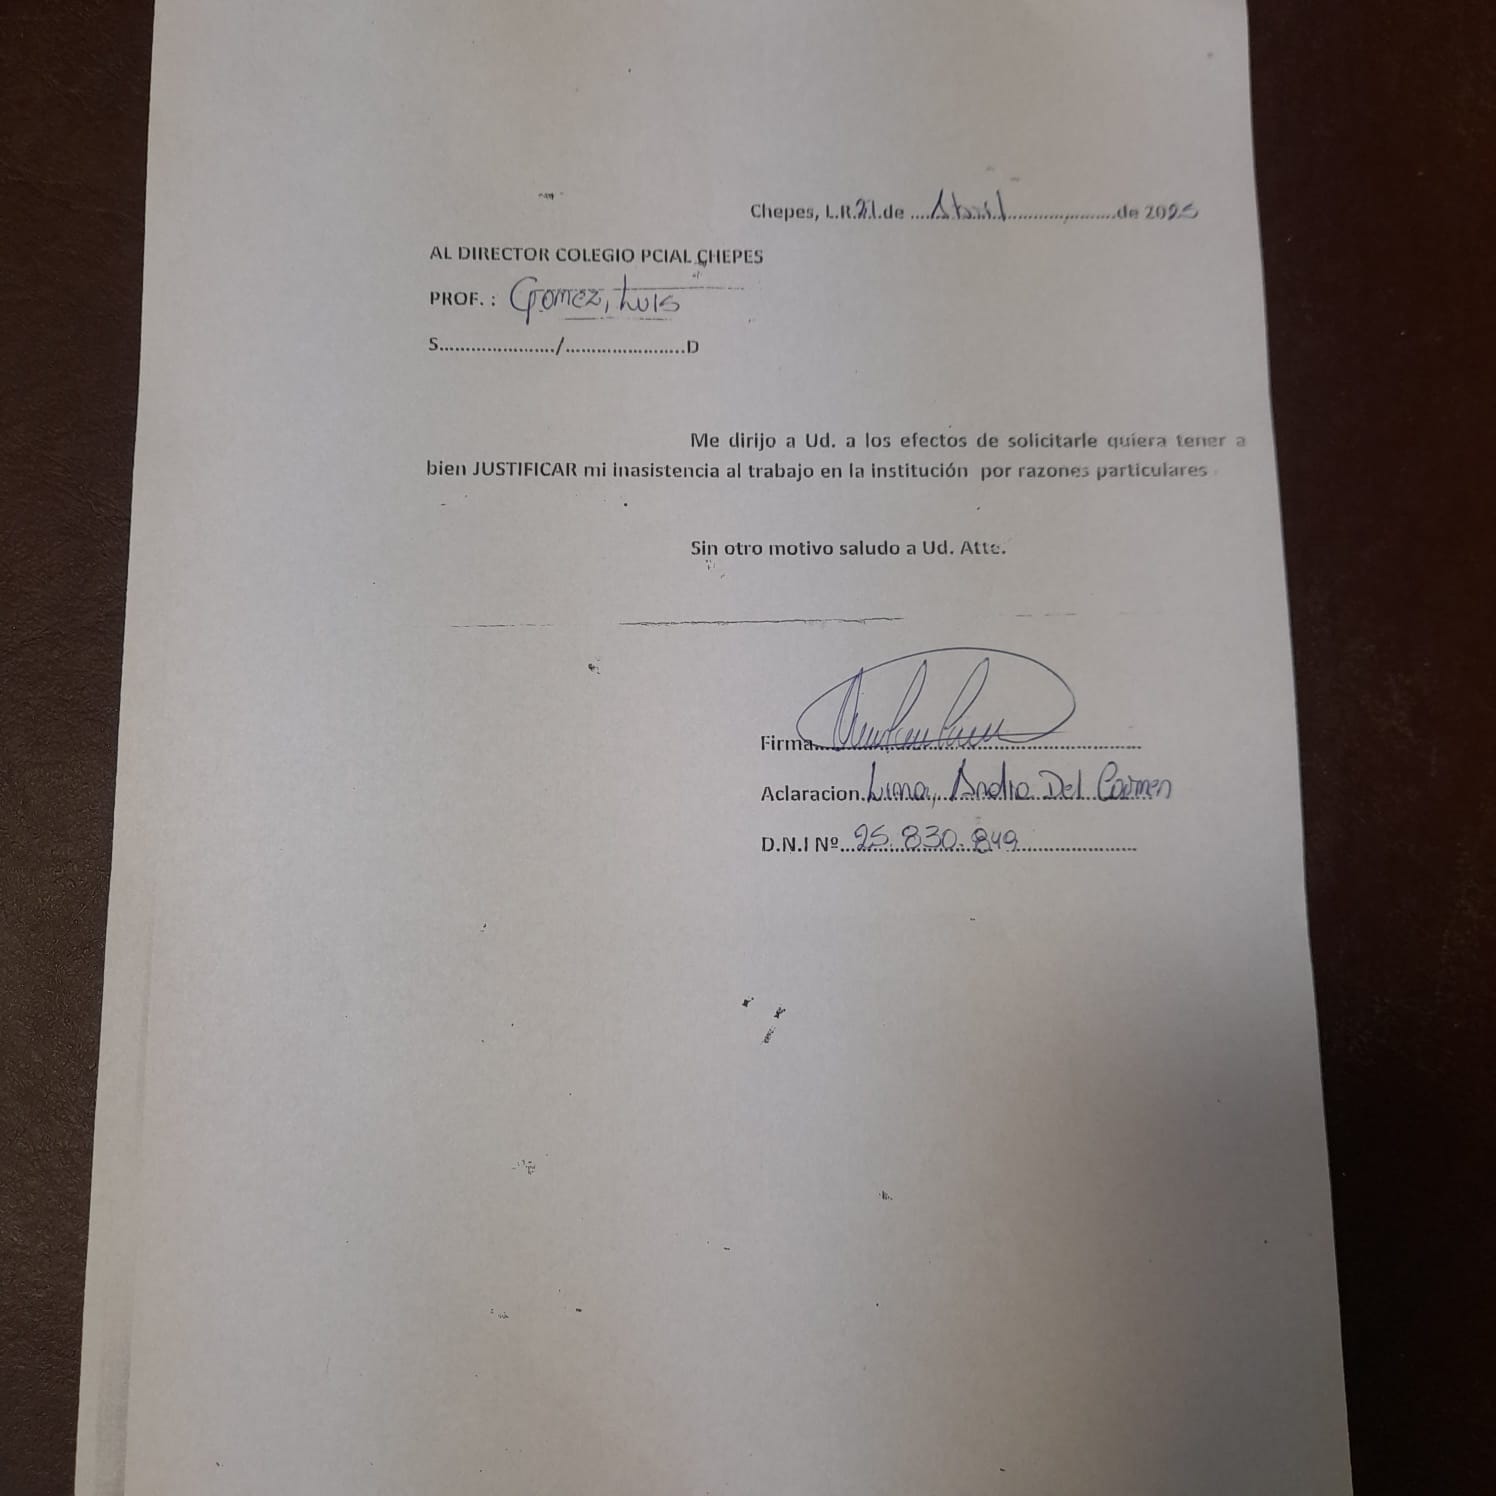 Chepes, L.R.21.de ....Abril.....................de 2025
AL DIRECTOR COLEGIO PCIAL CHEPES
PROF. : Gomez, Luis
S....................../.......................D
Me dirijo a Ud. a los efectos de solicitarle quiera tener a
bien JUSTIFICAR mi inasistencia al trabajo en la institución por razones particulares
Sin otro motivo saludo a Ud. Atte.
Firma..............................
Aclaracion. Lima, Andia Del Carmen
D.N.I Nº...25.830.849......................